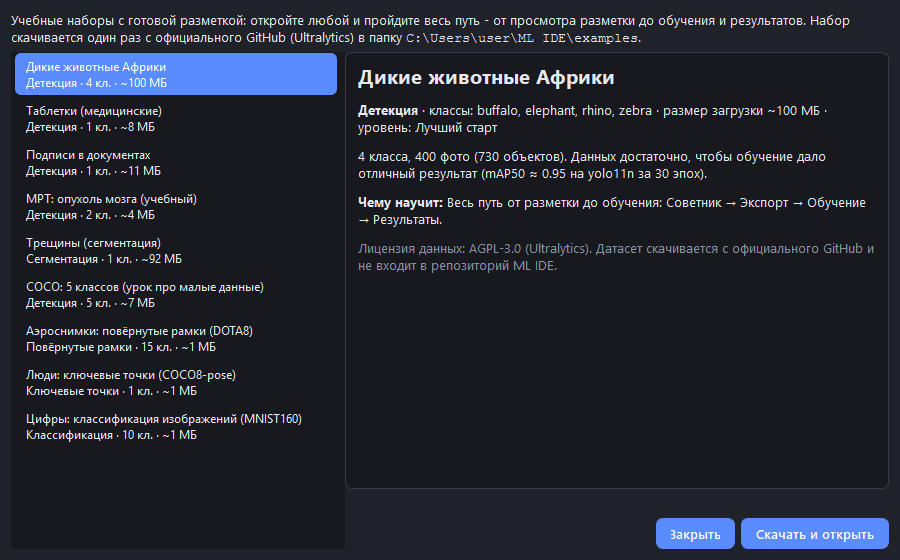 Учебные наборы с готовой разметкой: откройте любой и пройдите весь путь - от просмотра разметки до обучения и результатов. Набор
скачивается один раз с официального GitHub (Ultralytics) в папку C:\Users\user\ML IDE\examples.
Дикие животные Африки
Детекция · 4 кл. · ~100 МБ
Таблетки (медицинские)
Детекция · 1 кл. · ~8 МБ
Подписи в документах
Детекция · 1 кл. · ~11 МБ
МРТ: опухоль мозга (учебный)
Детекция · 2 кл. · ~4 МБ
Трещины (сегментация)
Сегментация · 1 кл. · ~92 МБ
COCO: 5 классов (урок про малые данные)
Детекция · 5 кл. · ~7 МБ
Аэроснимки: повёрнутые рамки (DOTA8)
Повёрнутые рамки · 15 кл. · ~1 МБ
Люди: ключевые точки (COCO8-pose)
Ключевые точки · 1 кл. · ~1 МБ
Цифры: классификация изображений (MNIST160)
Классификация · 10 кл. · ~1 МБ
Дикие животные Африки
Детекция · классы: buffalo, elephant, rhino, zebra · размер загрузки ~100 МБ ·
уровень: Лучший старт
4 класса, 400 фото (730 объектов). Данных достаточно, чтобы обучение дало
отличный результат (mAP50 ≈ 0.95 на yolo11n за 30 эпох).
Чему научит: Весь путь от разметки до обучения: Советник → Экспорт → Обучение
→ Результаты.
Лицензия данных: AGPL-3.0 (Ultralytics). Датасет скачивается с официального GitHub и
не входит в репозиторий ML IDE.
Закрыть
Скачать и открыть